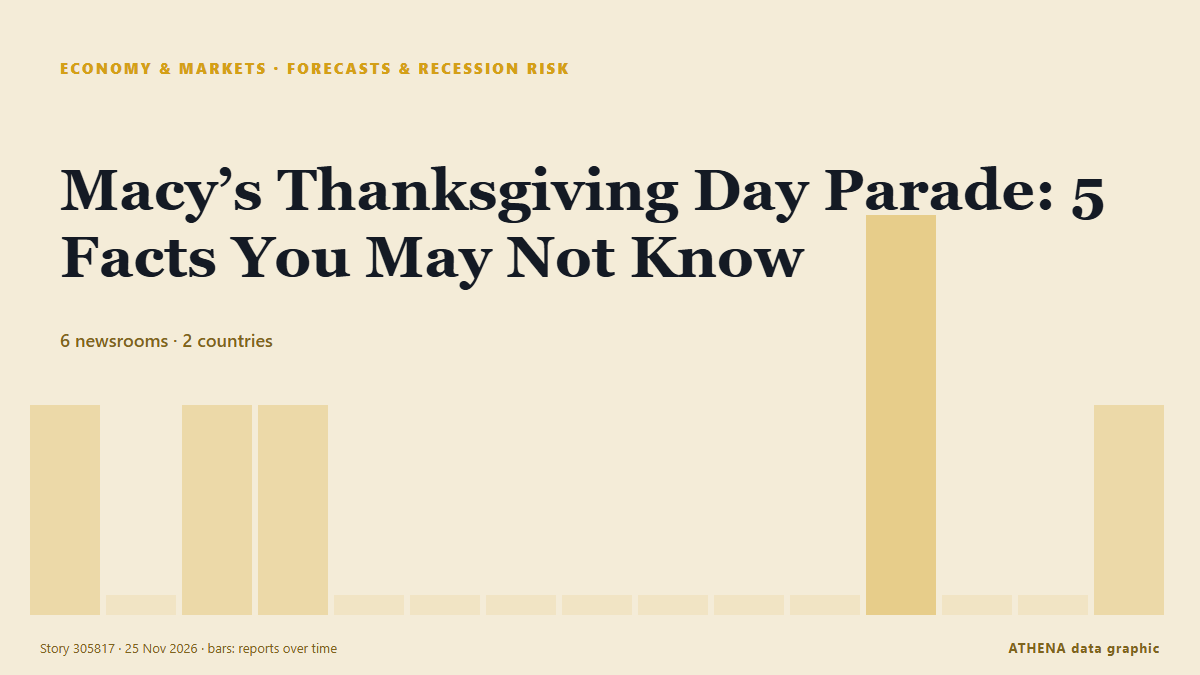 ECONOMY & MARKETS · FORECASTS & RECESSION RISK
Macy’s Thanksgiving Day Parade: 5
Facts You May Not Know
6 newsrooms · 2 countries
Story 305817 · 25 Nov 2026 · bars: reports over time
ATHENA data graphic